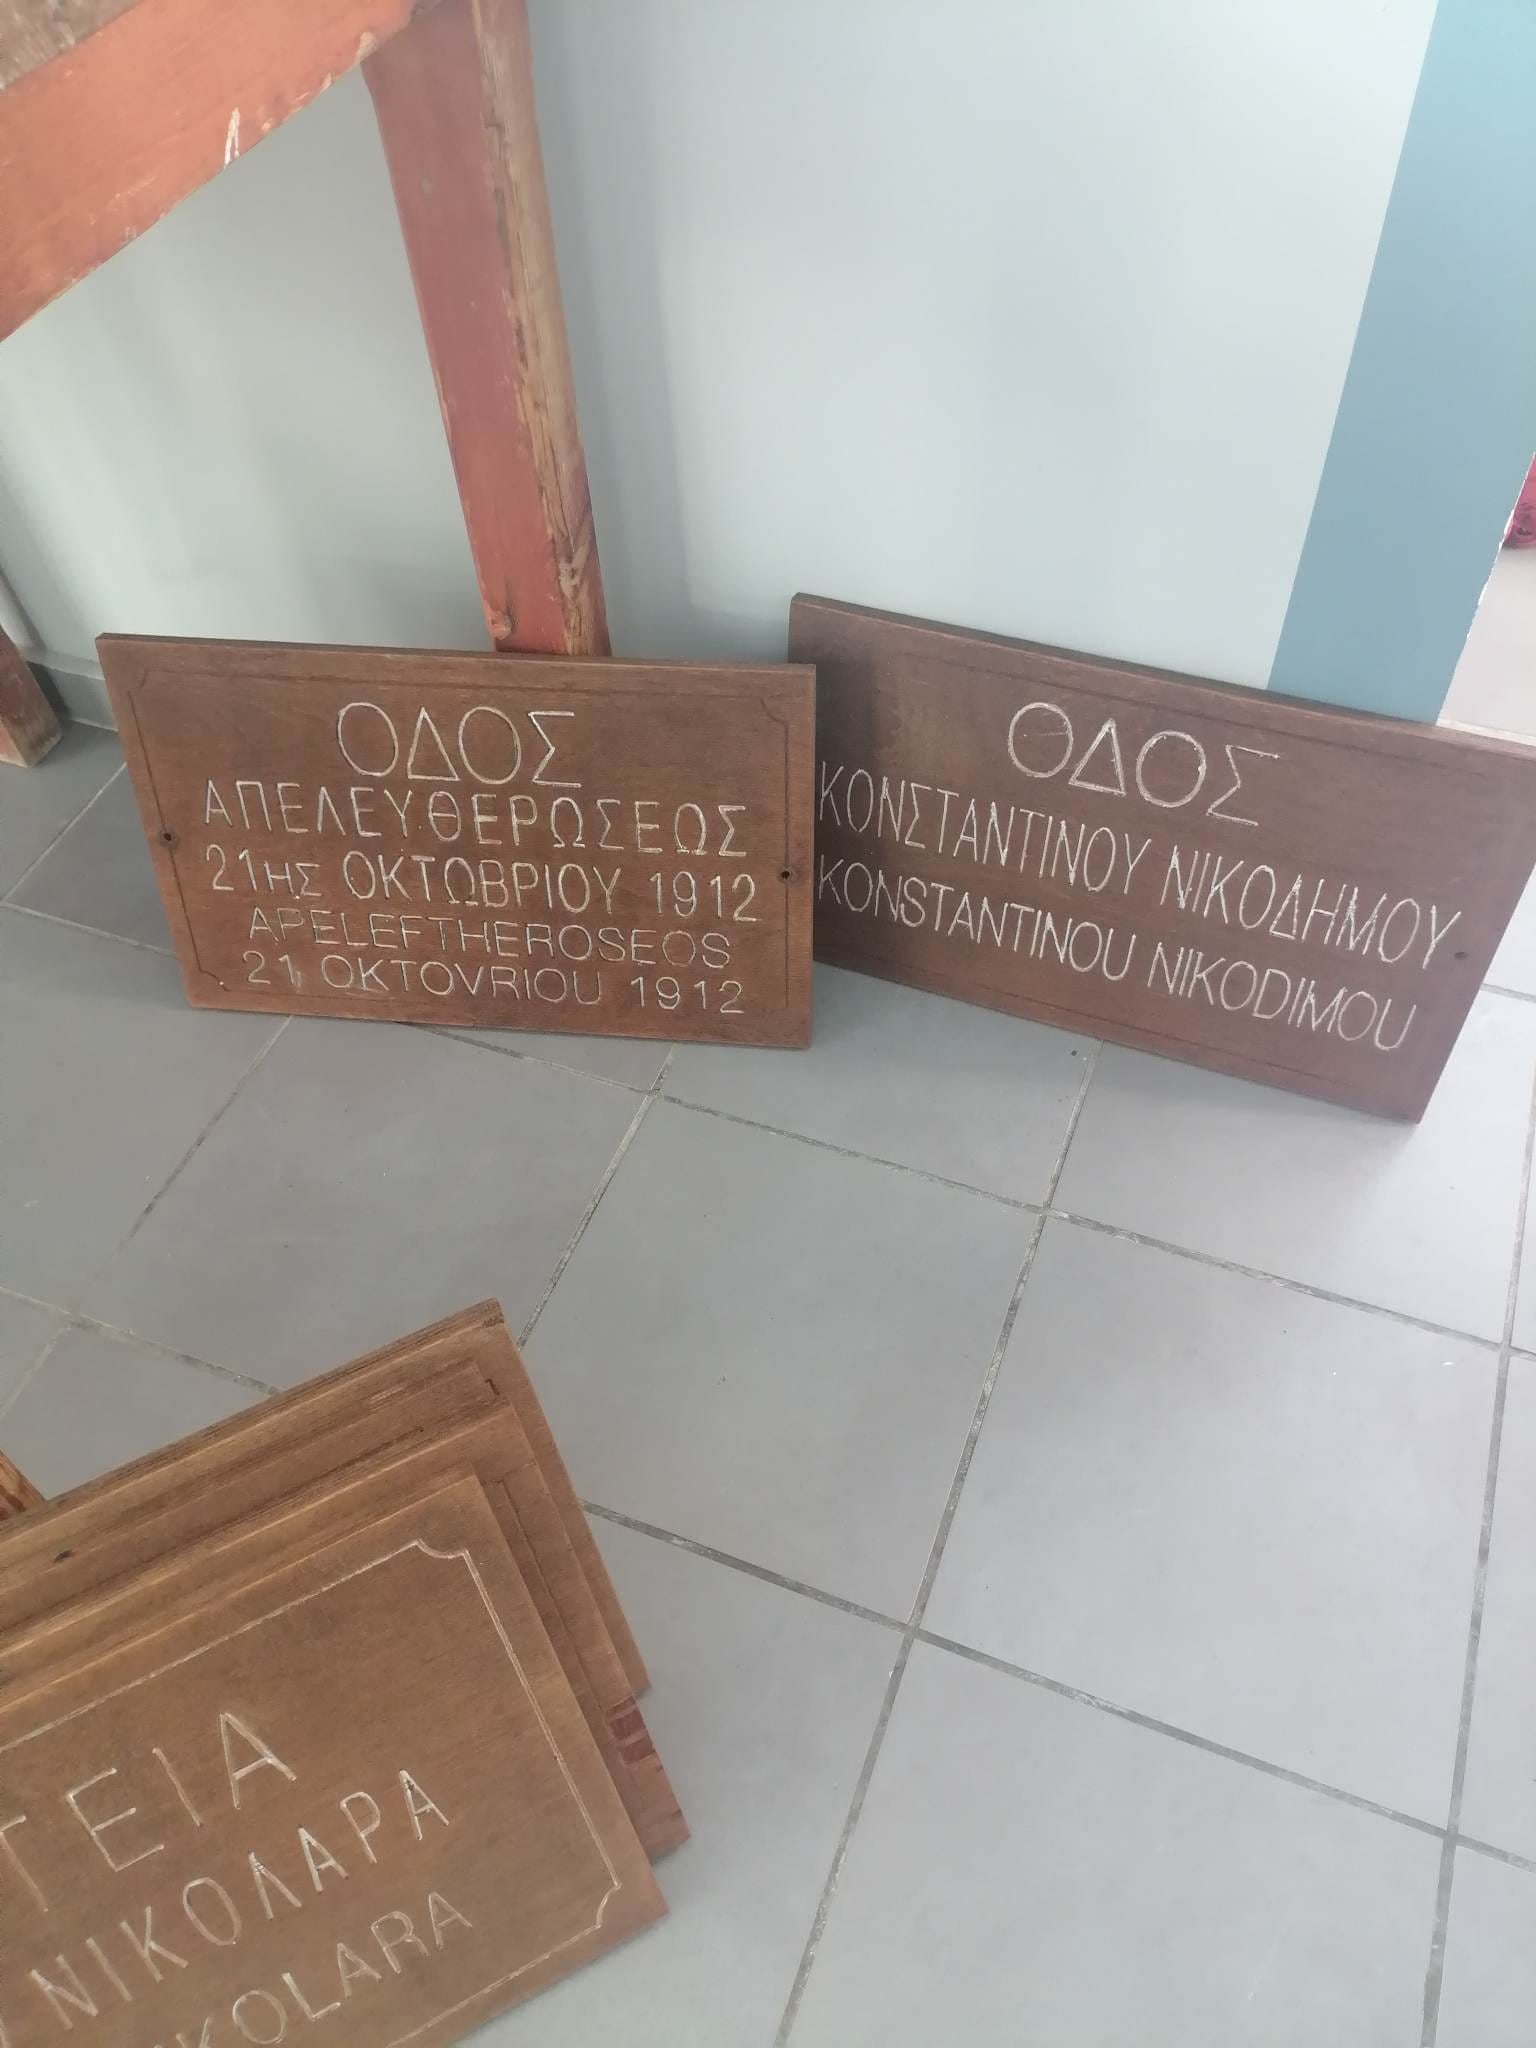 ΟΔΟΣ
ΑΠΕΛΕΥΘΕΡΩΣΕΩΣ
21ΗΣ ΟΚΤΩΒΡΙΟΥ 1912
APELEFTHEROSEOS
21 OKTOVRIOU 1912
ΟΔΟΣ
ΚΟΝΣΤΑΝΤΙΝΟΥ ΝΙΚΟΔΗΜΟΥ
KONSTANTINOU NIKODIMOU
ΤΕΙΑ
ΝΙΚΟΛΑΡΑ
KOLARA